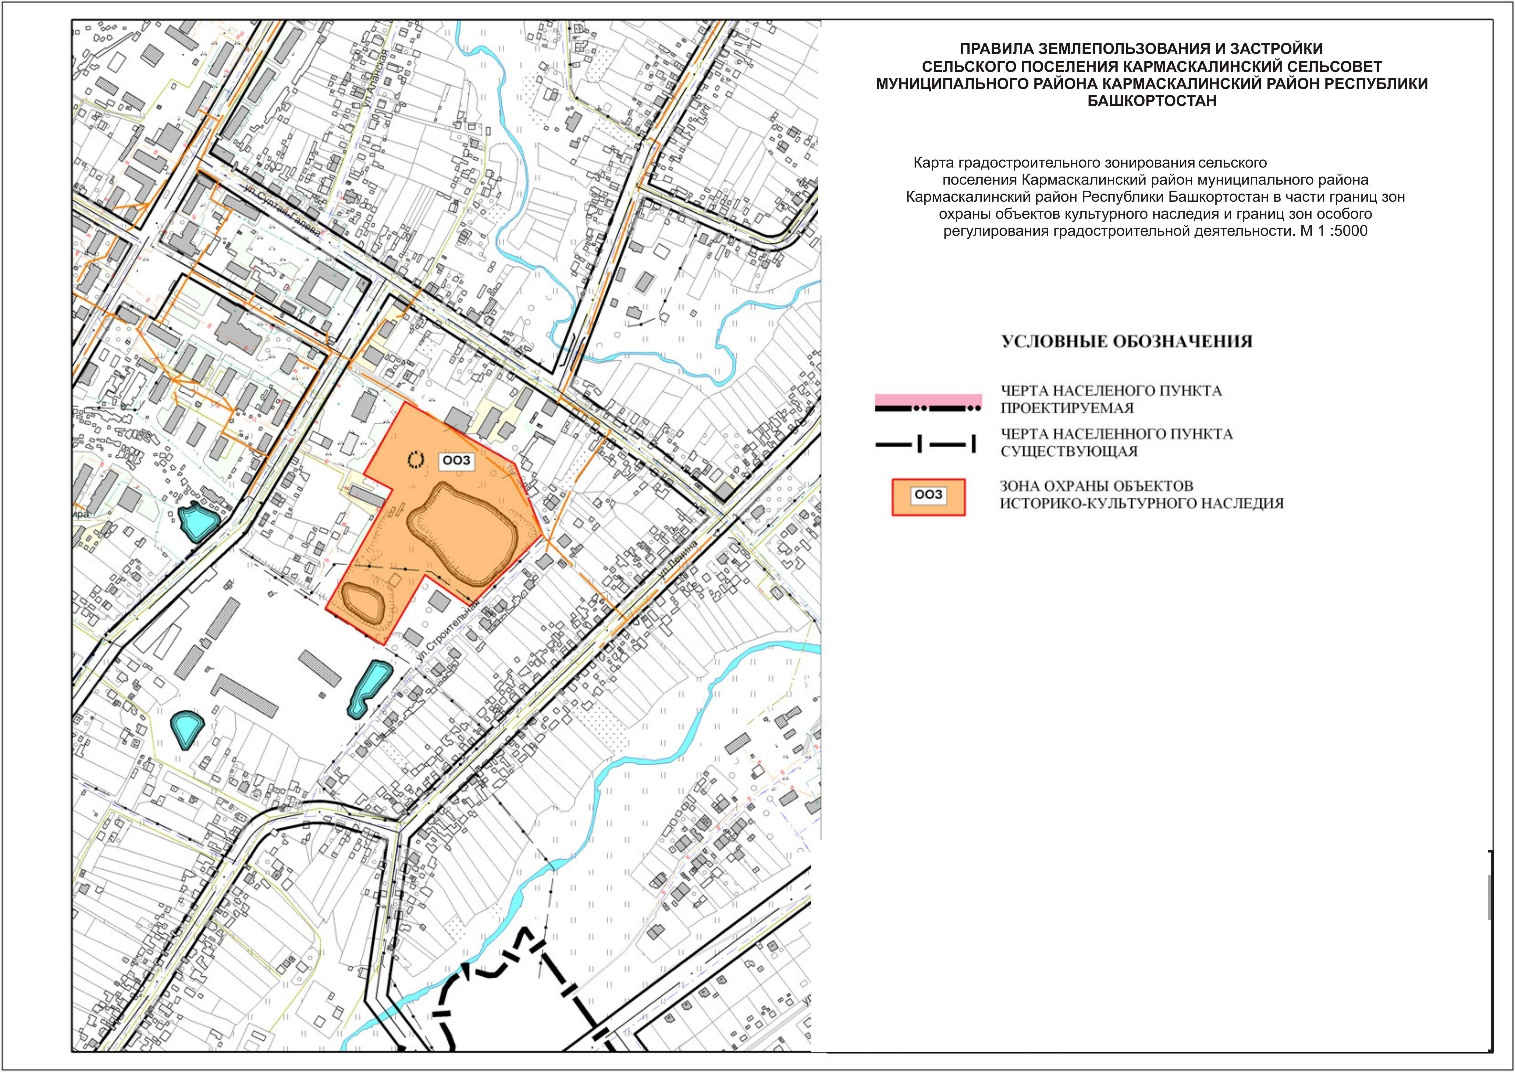 ПРАВИЛА ЗЕМЛЕПОЛЬЗОВАНИЯ И ЗАСТРОЙКИ
СЕЛЬСКОГО ПОСЕЛЕНИЯ КАРМАСКАЛИНСКИЙ СЕЛЬСОВЕТ
МУНИЦИПАЛЬНОГО РАЙОНА КАРМАСКАЛИНСКИЙ РАЙОН РЕСПУБЛИКИ
БАШКОРТОСТАН
Карта градостроительного зонирования сельского
поселения Кармаскалинский район муниципального района
Кармаскалинский район Республики Башкортостан в части границ зон
охраны объектов культурного наследия и границ зон особого
регулирования градостроительной деятельности. М 1 :5000
УСЛОВНЫЕ ОБОЗНАЧЕНИЯ
ЧЕРТА НАСЕЛЕНОГО ПУНКТА
ПРОЕКТИРУЕМАЯ
ЧЕРТА НАСЕЛЕННОГО ПУНКТА
СУЩЕСТВУЮЩАЯ
ООЗ
ЗОНА ОХРАНЫ ОБЪЕКТОВ
ИСТОРИКО-КУЛЬТУРНОГО НАСЛЕДИЯ
ул.Султан-Галеева
ООЗ
ул.Ленина
ул.Строительная